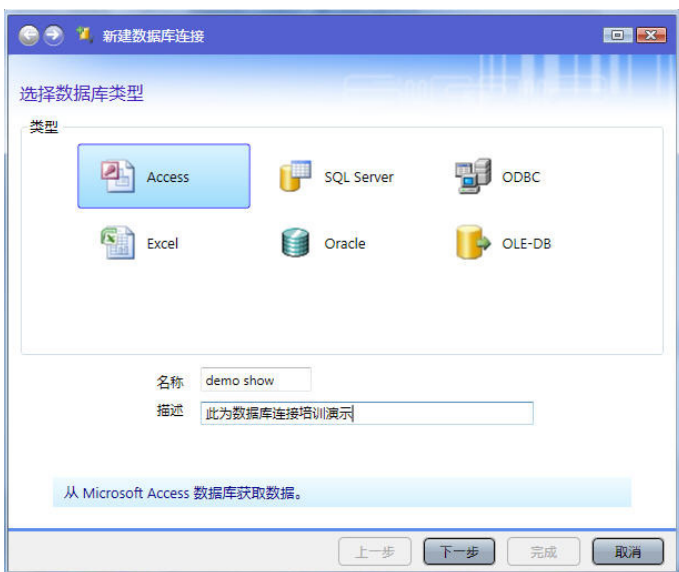 新建数据库连接
选择数据库类型
类型
Access SQL Server ODBC
Excel Oracle OLE-DB
名称 demo show
描述 此为数据库连接培训演示
从 Microsoft Access 数据库获取数据。
上一步 下一步 完成 取消